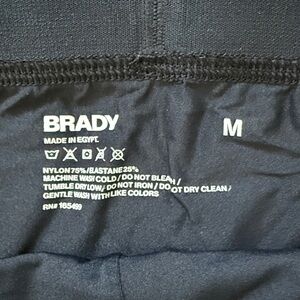 BRADY
M
MADE IN EGYPT.
NYLON 75%/ELASTANE 25%
MACHINE WASH COLD / DO NOT BLEACH /
TUMBLE DRY LOW / DO NOT IRON / DO NOT DRY CLEAN /
GENTLE WASH WITH LIKE COLORS
RN# 165499